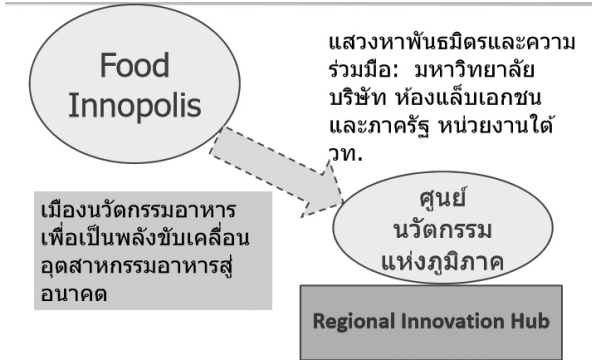 Food
Innopolis
แสวงหาพันธมิตรและความ
ร่วมมือ: มหาวิทยาลัย
บริษัท ห้องแล็บเอกชน
และภาครัฐ หน่วยงานใต้
วท.
เมืองนวัตกรรมอาหาร
เพื่อเป็นพลังขับเคลื่อน
อุตสาหกรรมอาหารสู่
อนาคต
ศูนย์
นวัตกรรม
แห่งภูมิภาค
Regional Innovation Hub